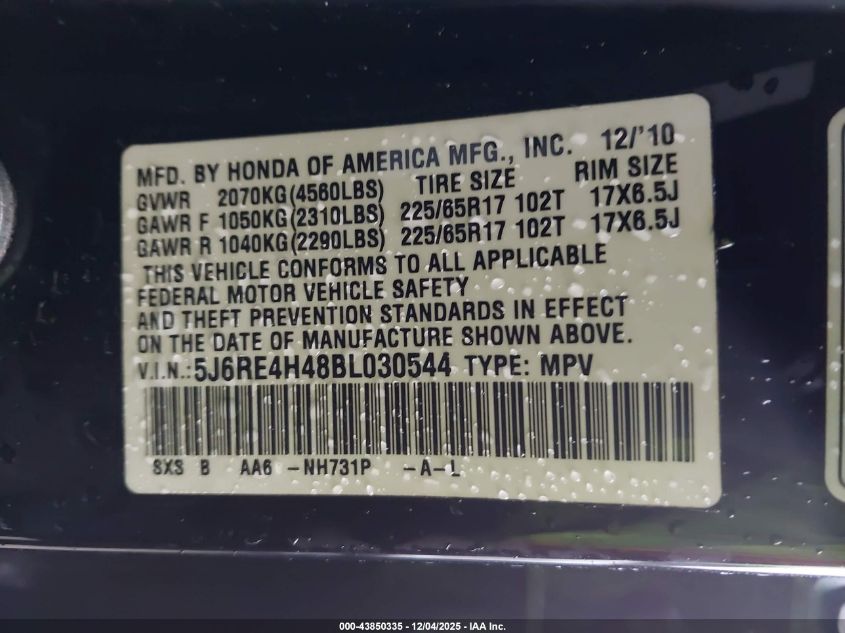 MFD. BY HONDA OF AMERICA MFG., INC. 12/'10
GVWR 2070KG(4560LBS) TIRE SIZE RIM SIZE
GAWR F 1050KG(2310LBS) 225/65R17 102T 17X6.5J
GAWR R 1040KG(2290LBS) 225/65R17 102T 17X6.5J
THIS VEHICLE CONFORMS TO ALL APPLICABLE
FEDERAL MOTOR VEHICLE SAFETY
AND THEFT PREVENTION STANDARDS IN EFFECT
ON THE DATE OF MANUFACTURE SHOWN ABOVE.
V.I.N.:5J6RE4H48BL030544 TYPE: MPV
SXS B AA6 -NH731P -A-L
000-43850335 - 12/04/2025 - IAA Inc.